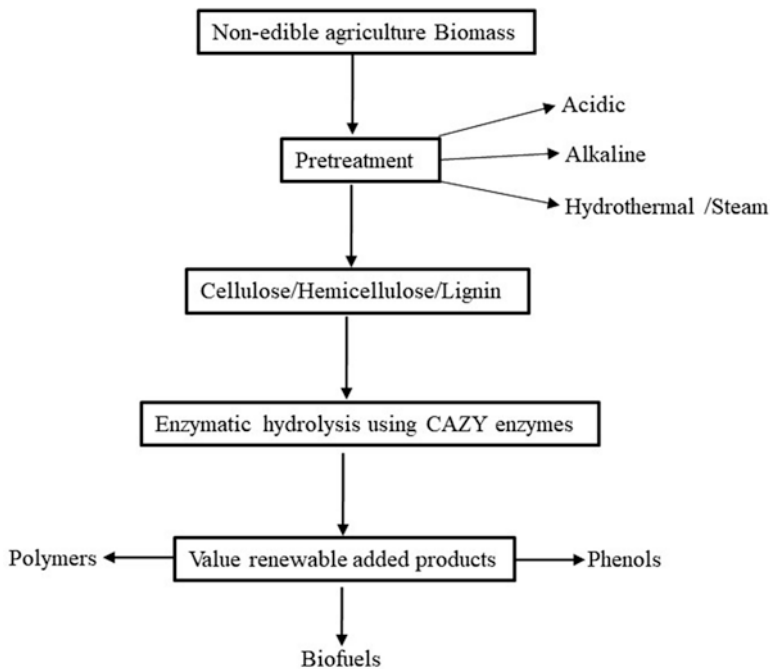 Non-edible agriculture Biomass
Acidic
Pretreatment
Alkaline
Hydrothermal /Steam
Cellulose/Hemicellulose/Lignin
Enzymatic hydrolysis using CAZY enzymes
Polymers
Value renewable added products
Phenols
Biofuels